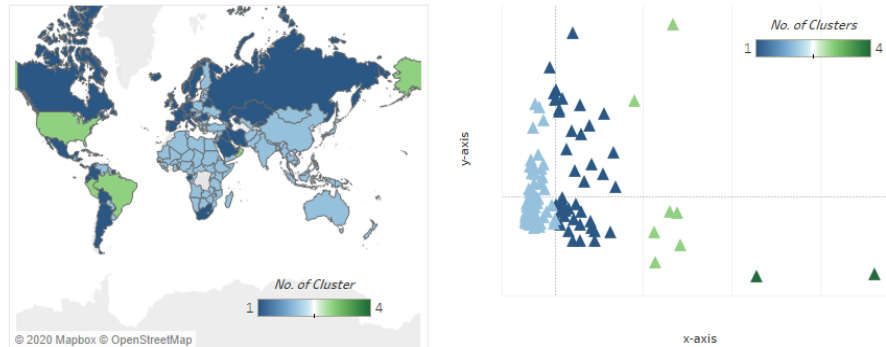 No. of Cluster
1
4
© 2020 Mapbox © OpenStreetMap
No. of Clusters
1
4
y-axis
x-axis